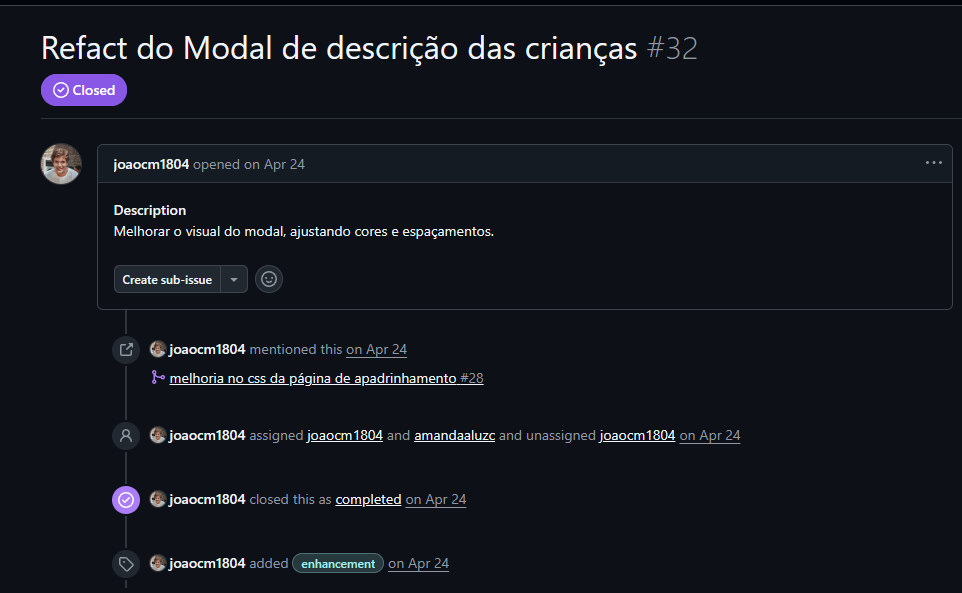 Refact do Modal de descrição das crianças #32
Closed
joaocm1804 opened on Apr 24
Description
Melhorar o visual do modal, ajustando cores e espaçamentos.
Create sub-issue
joaocm1804 mentioned this on Apr 24
melhoria no css da página de apadrinhamento #28
joaocm1804 assigned joaocm1804 and amandaaluzc and unassigned joaocm1804 on Apr 24
joaocm1804 closed this as completed on Apr 24
joaocm1804 added enhancement on Apr 24